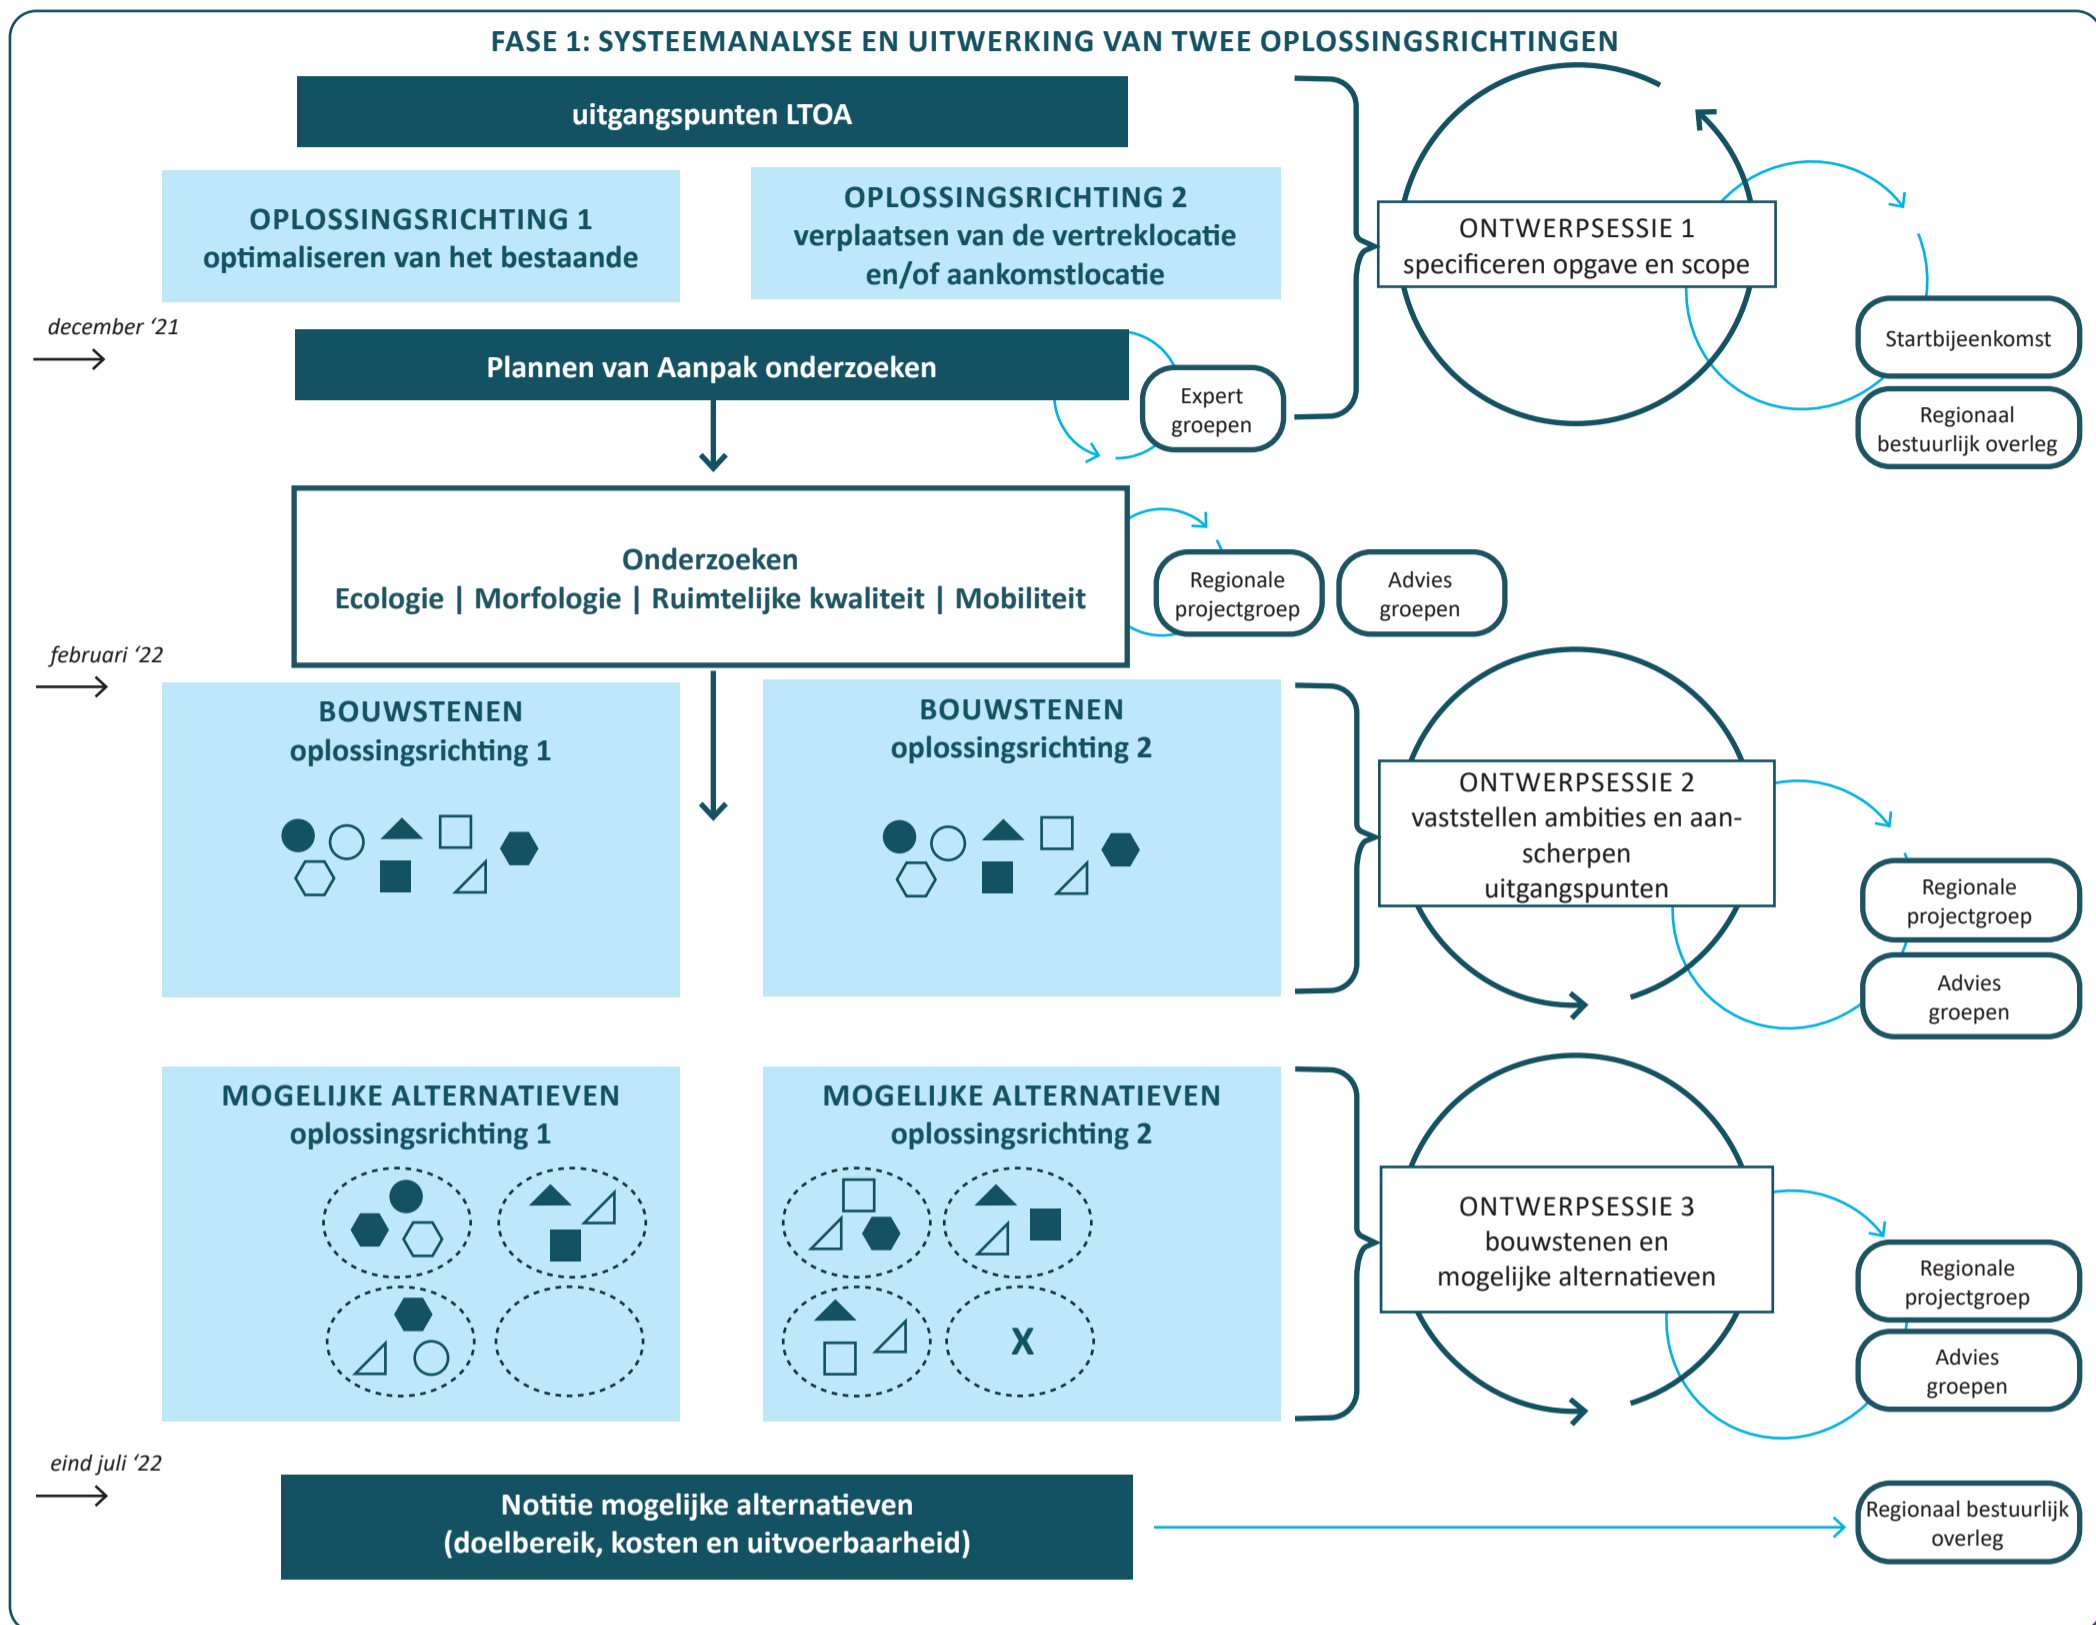 FASE 1: SYSTEEMANALYSE EN UITWERKING VAN TWEE OPLOSSINGSRICHTINGEN
uitgangspunten LTOA
OPLOSSINGSRICHTING 1
optimaliseren van het bestaande
OPLOSSINGSRICHTING 2
verplaatsen van de vertreklocatie
en/of aankomstlocatie
ONTWERPSESSIE 1
specificeren opgave en scope
Startbijeenkomst
Regionaal
bestuurlijk overleg
december ‘21
Plannen van Aanpak onderzoeken
Expert
groepen
Onderzoeken
Ecologie | Morfologie | Ruimtelijke kwaliteit | Mobiliteit
Regionale
projectgroep
Advies
groepen
februari ‘22
BOUWSTENEN
oplossingsrichting 1
BOUWSTENEN
oplossingsrichting 2
ONTWERPSESSIE 2
vaststellen ambities en aan-
scherpen
uitgangspunten
Regionale
projectgroep
Advies
groepen
MOGELIJKE ALTERNATIEVEN
oplossingsrichting 1
MOGELIJKE ALTERNATIEVEN
oplossingsrichting 2
X
ONTWERPSESSIE 3
bouwstenen en
mogelijke alternatieven
Regionale
projectgroep
Advies
groepen
eind juli ‘22
Notitie mogelijke alternatieven
(doelbereik, kosten en uitvoerbaarheid)
Regionaal bestuurlijk
overleg